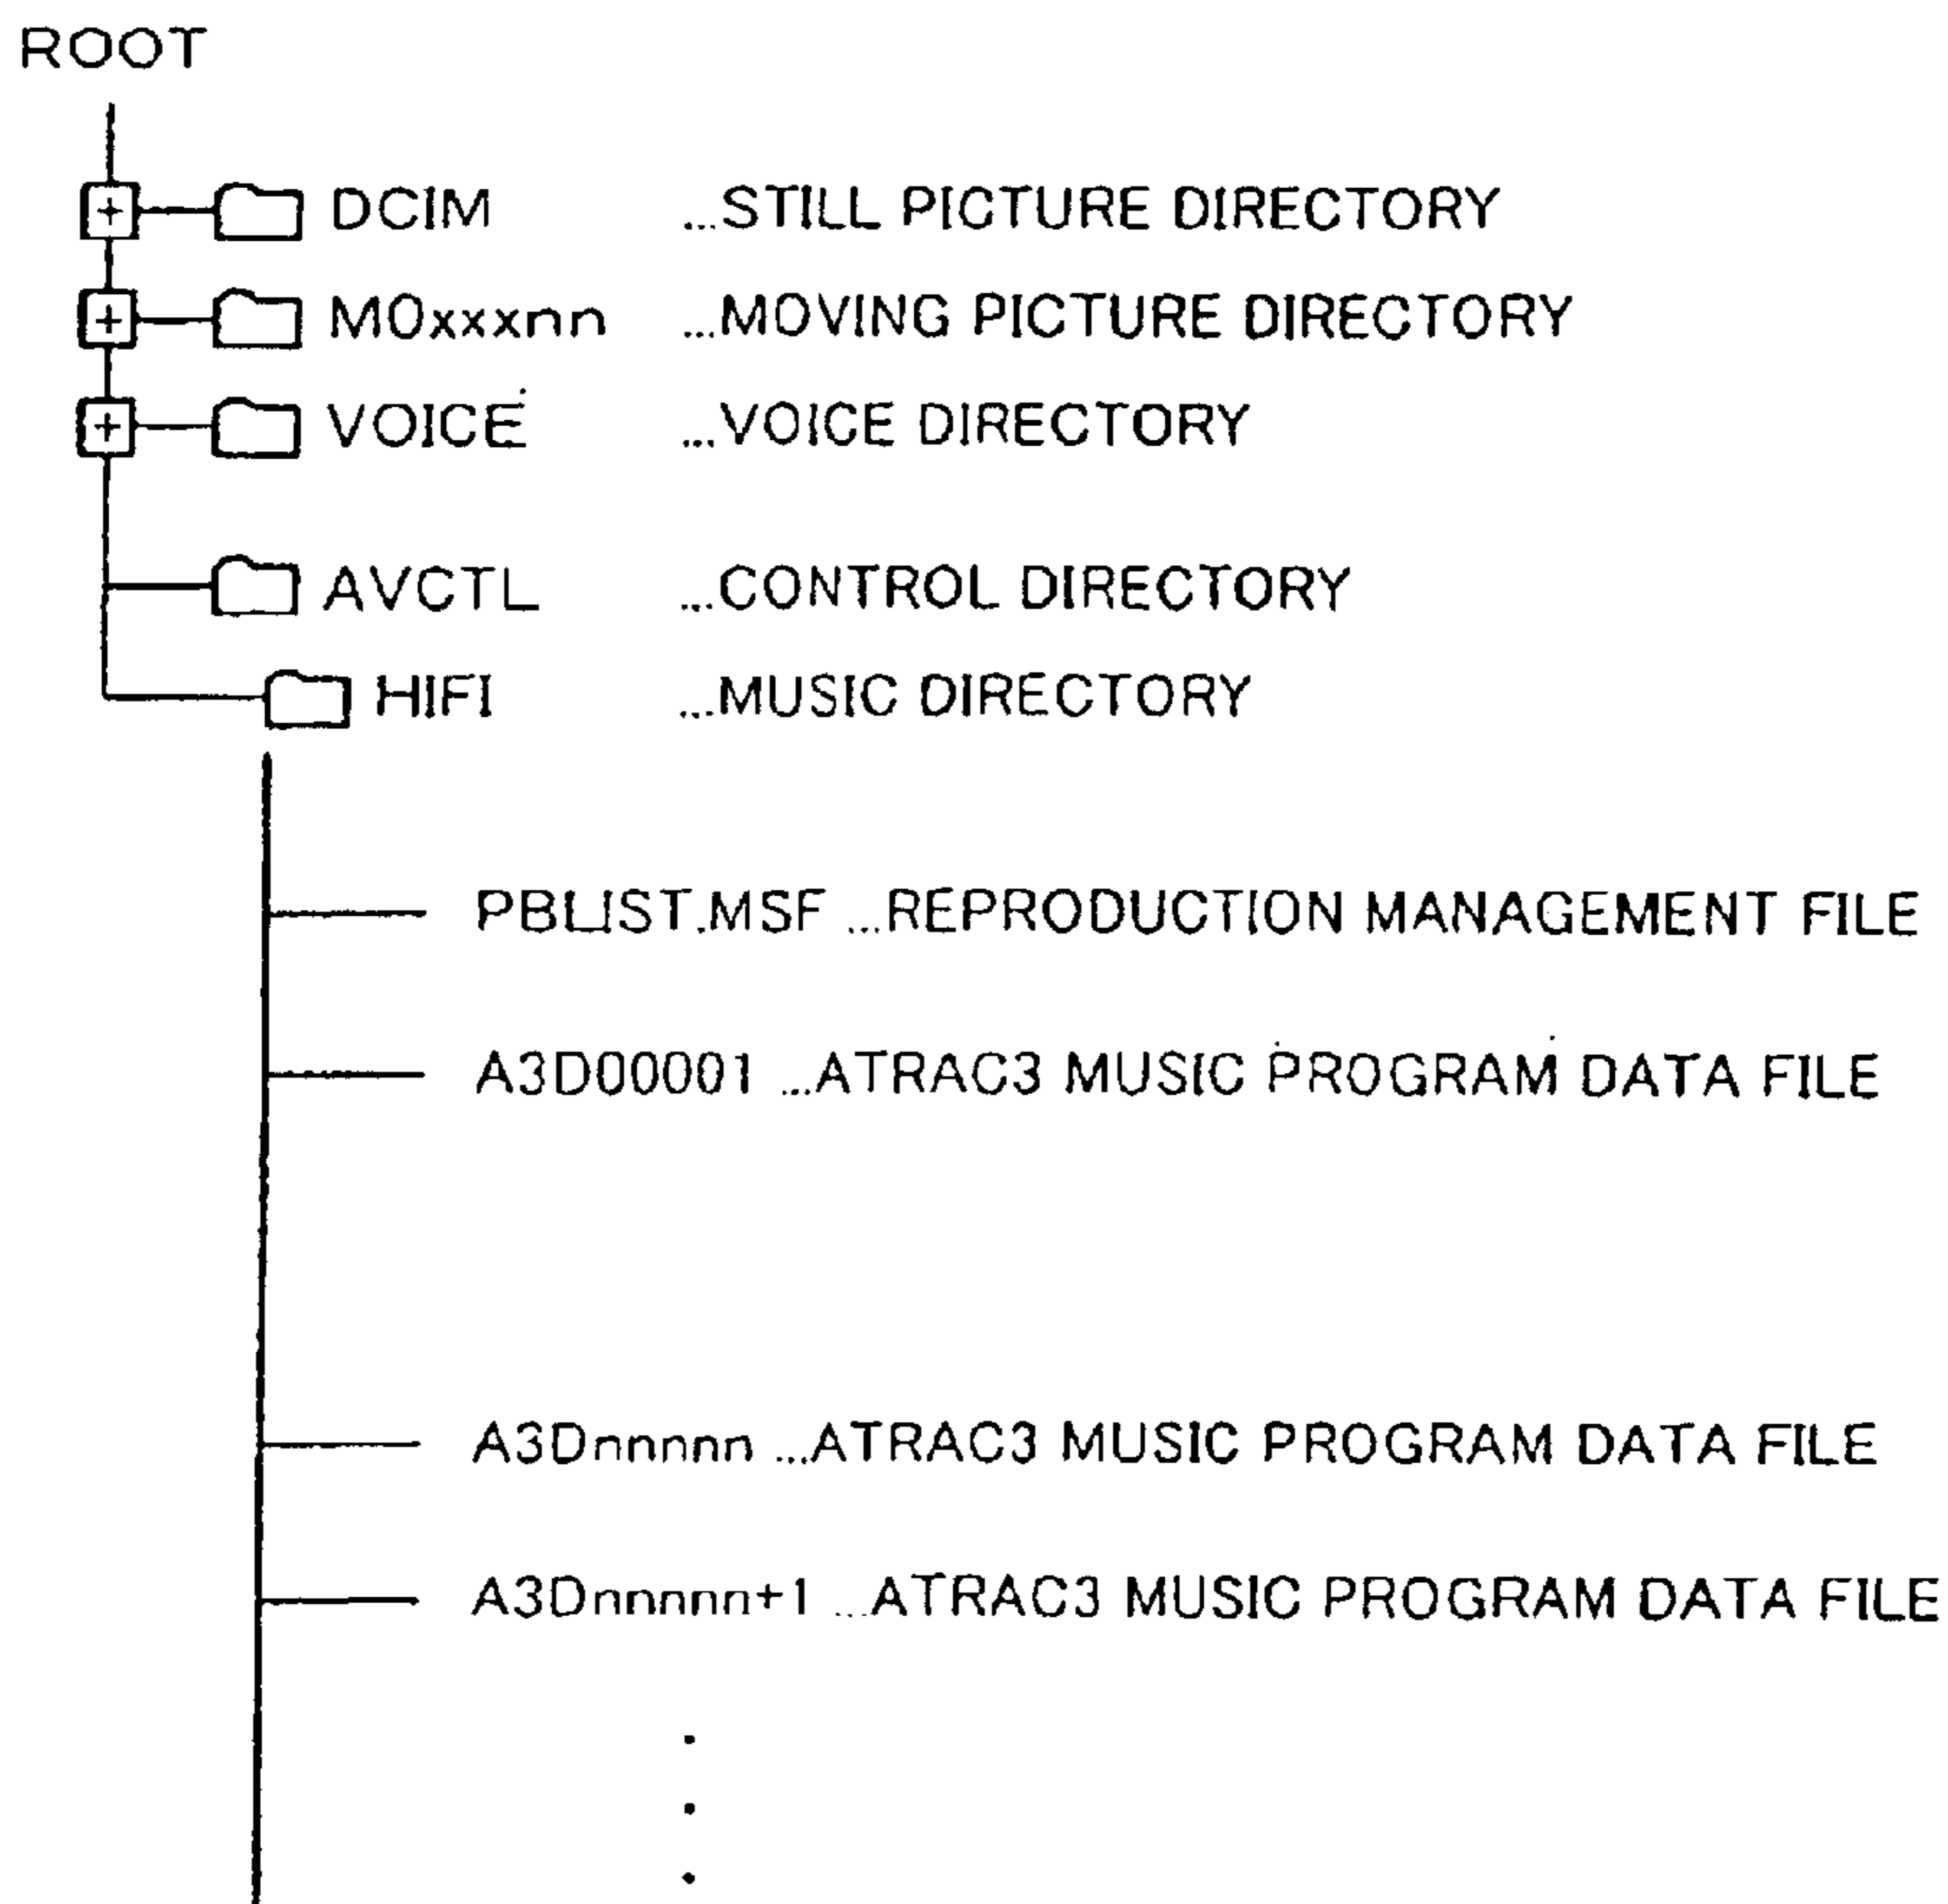 ROOT
DCIM ...STILL PICTURE DIRECTORY
MOxxxnn ...MOVING PICTURE DIRECTORY
VOICE ...VOICE DIRECTORY
AVCTL ...CONTROL DIRECTORY
HIFI ...MUSIC DIRECTORY
PBLIST.MSF ...REPRODUCTION MANAGEMENT FILE
A3D00001 ...ATRAC3 MUSIC PROGRAM DATA FILE
A3Dnnnnn ...ATRAC3 MUSIC PROGRAM DATA FILE
A3Dnnnnn+1 ...ATRAC3 MUSIC PROGRAM DATA FILE